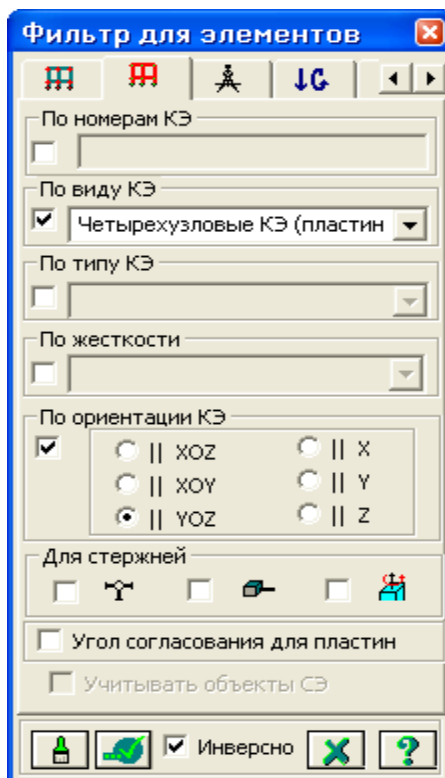 Фильтр для элементов
По номерам КЭ
По виду КЭ
Четырехузловые КЭ (пластин
По типу КЭ
По жесткости
По ориентации КЭ
|| XOZ || X
|| XOY || Y
|| YOZ || Z
Для стержней
Угол согласования для пластин
Учитывать объекты СЭ
Инверсно ?